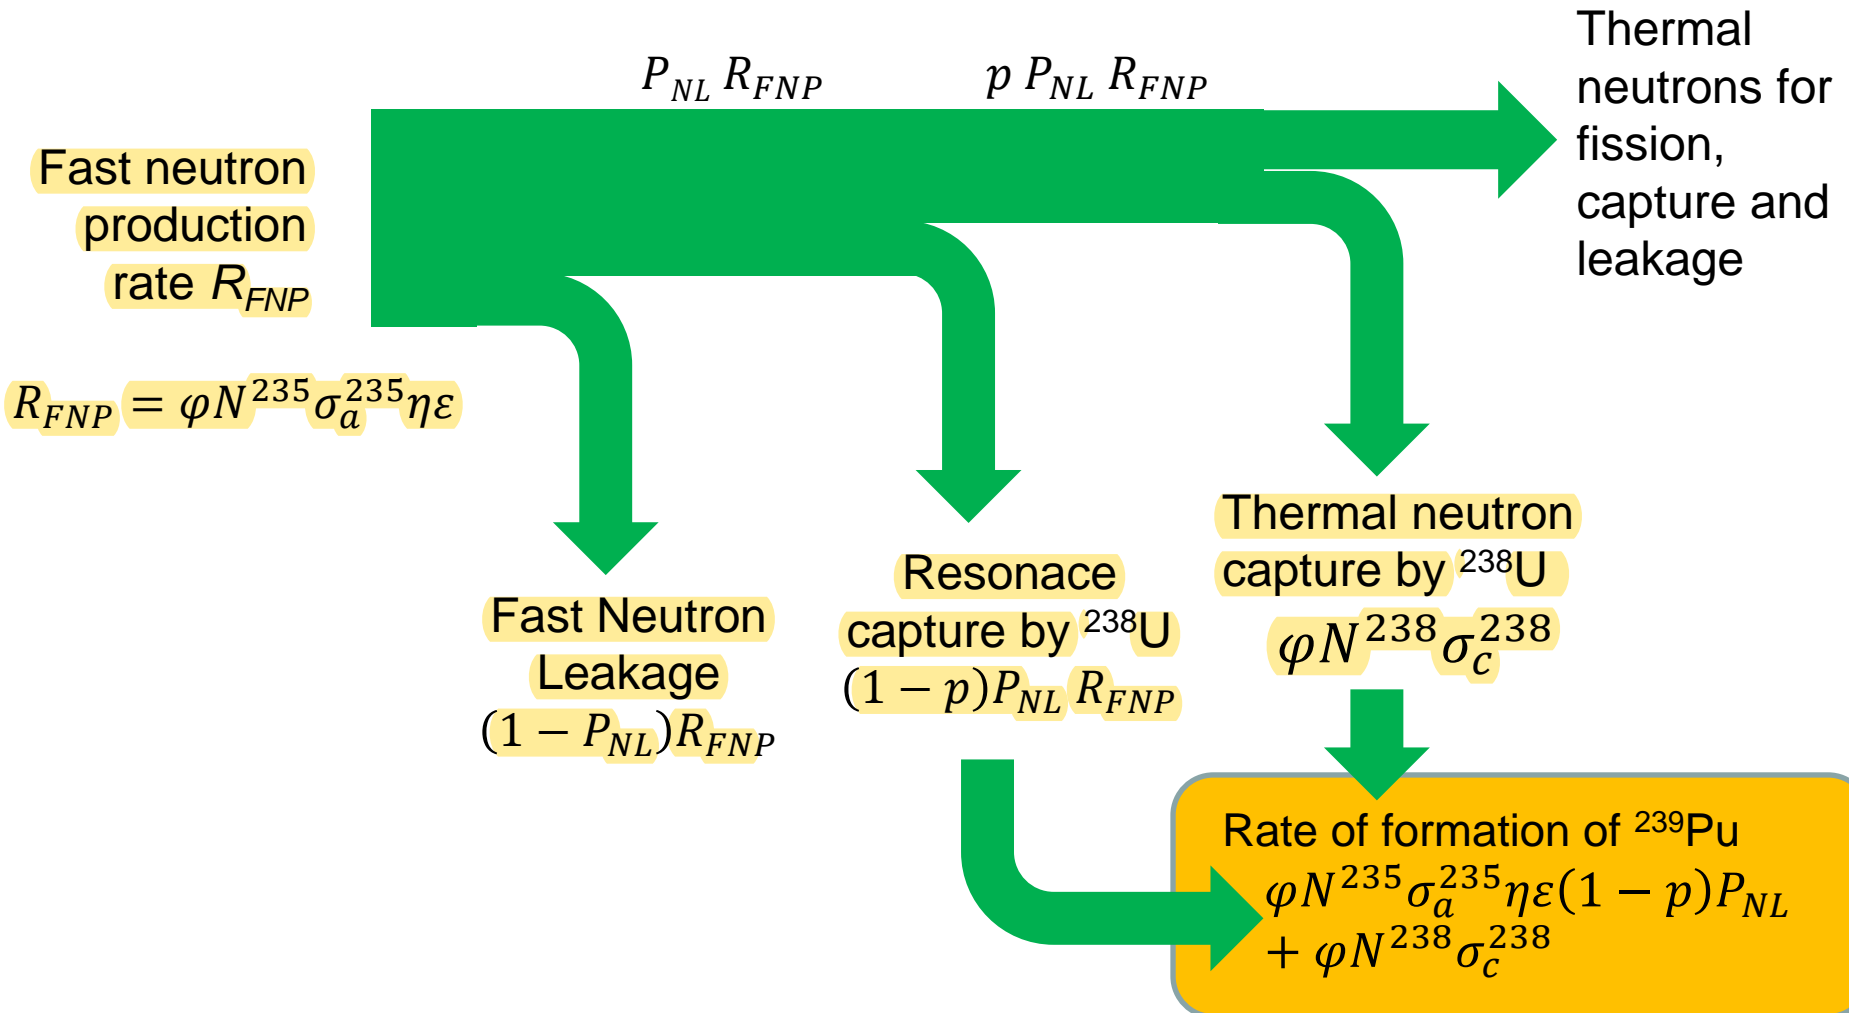 P_NL R_FNP
p P_NL R_FNP
Thermal
neutrons for
fission,
capture and
leakage
Fast neutron
production
rate R_FNP
R_FNP = φN^235 σ_a^235 ηε
Fast Neutron
Leakage
(1 − P_NL)R_FNP
Resonace
capture by ^238U
(1 − p)P_NL R_FNP
Thermal neutron
capture by ^238U
φN^238 σ_c^238
Rate of formation of ^239Pu
φN^235 σ_a^235 ηε(1 − p)P_NL
+ φN^238 σ_c^238